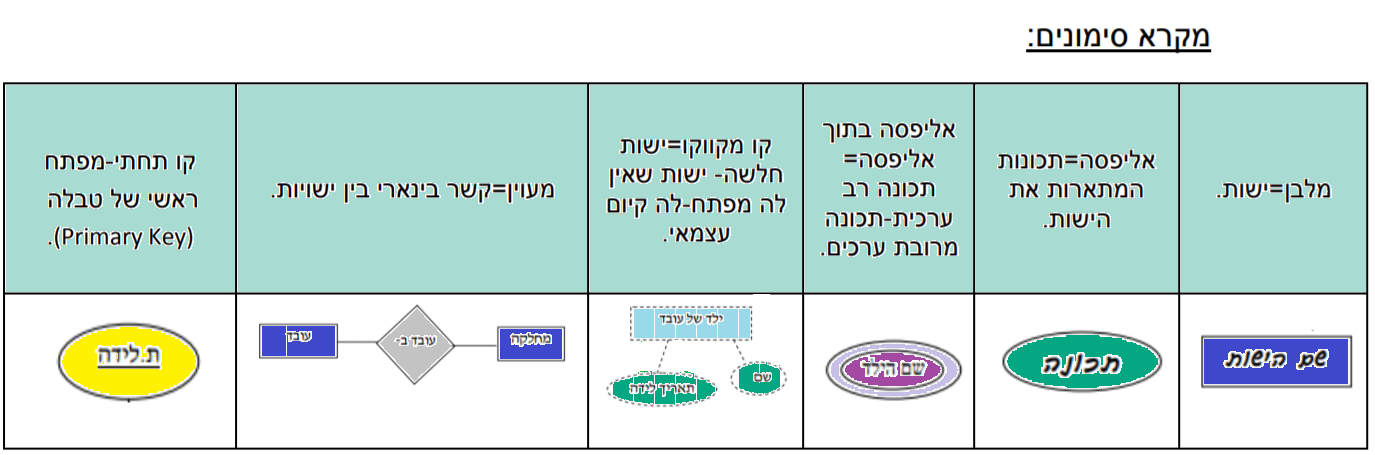 מקרא סימונים:
מלבן=ישות.
אליפסה=תכונות
המתארות את
הישות.
אליפסה בתוך
אליפסה=
תכונה רב
ערכית-תכונה
מרובת ערכים.
קו מקווקו=ישות
חלשה- ישות שאין
לה מפתח-לה קיום
עצמאי.
מעוין=קשר בינארי בין ישויות.
קו תחתי-מפתח
ראשי של טבלה
(Primary Key).
שם הישות
תכונה
שם הילד
ילד של עובד
שם
תאריך לידה
מחלקה
עובד ב-
עובד
ת.לידה